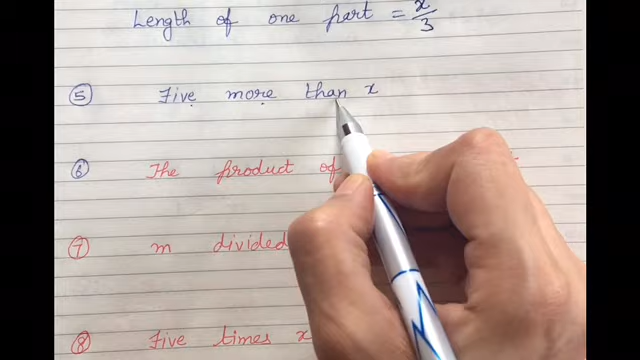 Length of one part = x/3
⑤ Five more than x
⑥ The product of
⑦ m divided
⑧ Five times x